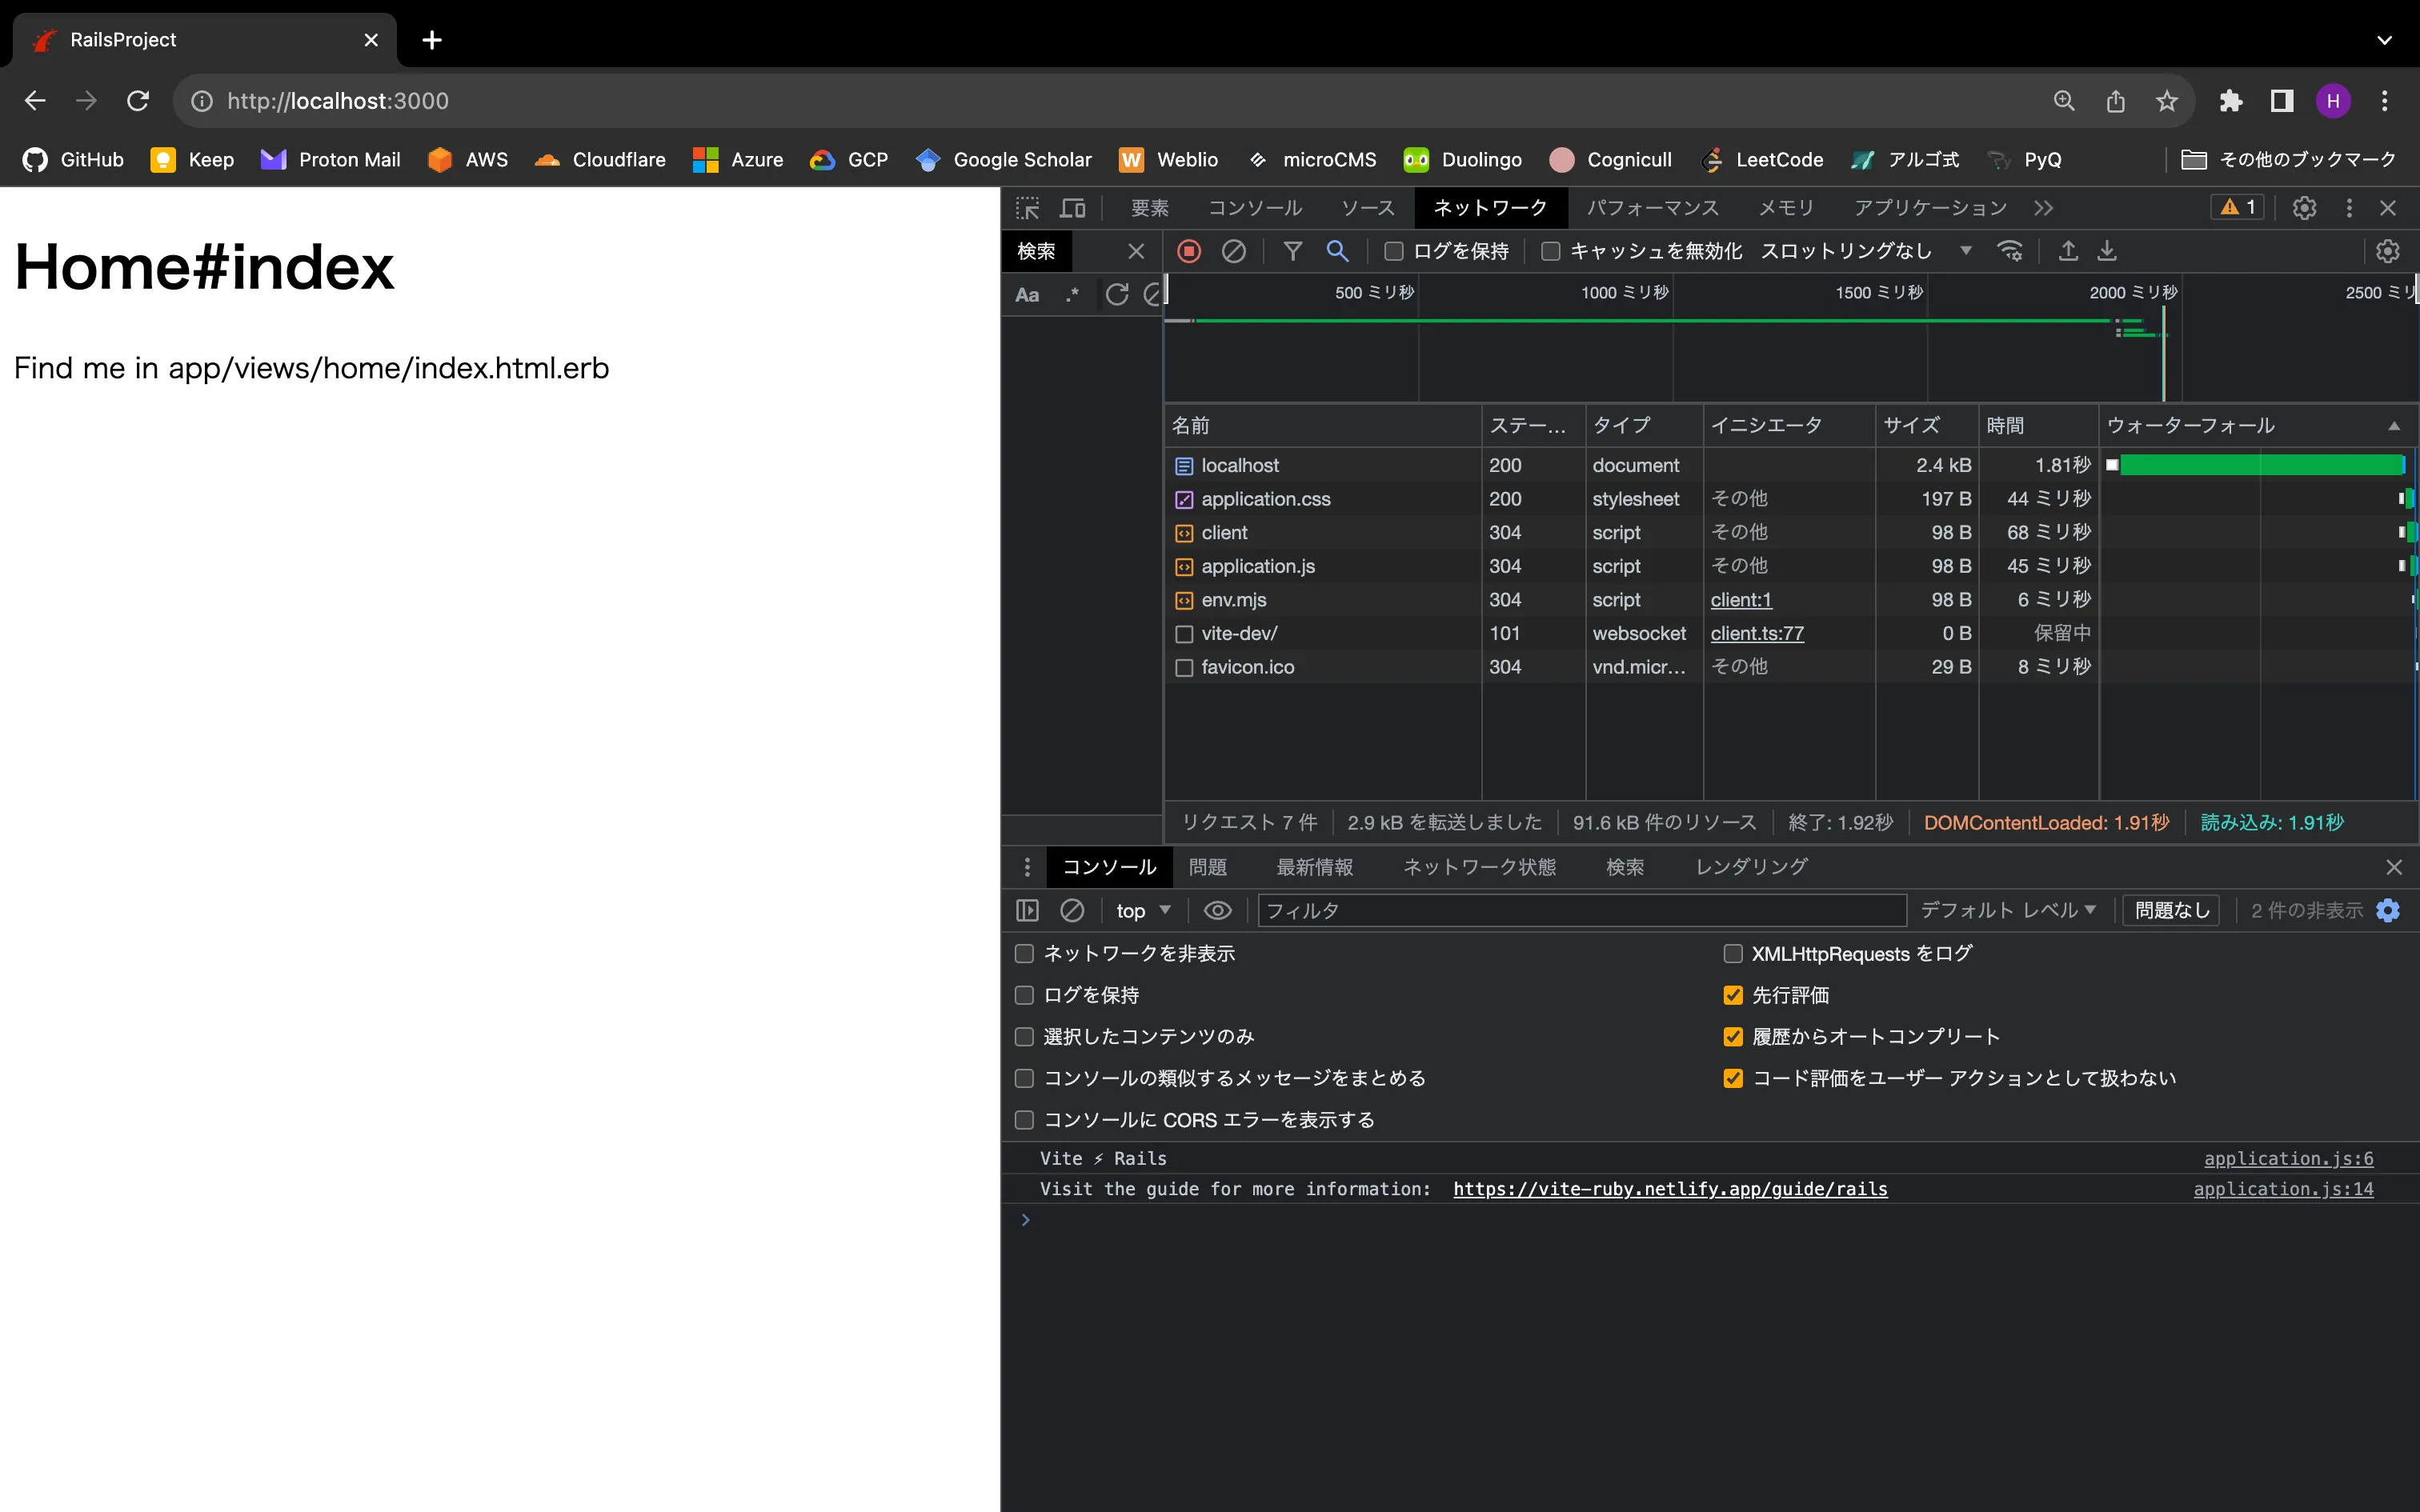 RailsProject
http://localhost:3000
H
GitHub Keep Proton Mail AWS Cloudflare Azure GCP Google Scholar Weblio microCMS Duolingo Cognicull LeetCode アルゴ式 PyQ その他のブックマーク
Home#index
Find me in app/views/home/index.html.erb
要素 コンソール ソース ネットワーク パフォーマンス メモリ アプリケーション 1
検索
ログを保持 キャッシュを無効化 スロットリングなし
Aa .*
500 ミリ秒 1000 ミリ秒 1500 ミリ秒 2000 ミリ秒 2500 ミリ
名前 ステー… タイプ イニシエータ サイズ 時間 ウォーターフォール
localhost 200 document 2.4 kB 1.81秒
application.css 200 stylesheet その他 197 B 44 ミリ秒
client 304 script その他 98 B 68 ミリ秒
application.js 304 script その他 98 B 45 ミリ秒
env.mjs 304 script client:1 98 B 6 ミリ秒
vite-dev/ 101 websocket client.ts:77 0 B 保留中
favicon.ico 304 vnd.micr… その他 29 B 8 ミリ秒
リクエスト 7 件 2.9 kB を転送しました 91.6 kB 件のリソース 終了: 1.92秒 DOMContentLoaded: 1.91秒 読み込み: 1.91秒
コンソール 問題 最新情報 ネットワーク状態 検索 レンダリング
top フィルタ デフォルト レベル 問題なし 2 件の非表示
ネットワークを非表示 XMLHttpRequests をログ
ログを保持 先行評価
選択したコンテンツのみ 履歴からオートコンプリート
コンソールの類似するメッセージをまとめる コード評価をユーザー アクションとして扱わない
コンソールに CORS エラーを表示する
Vite ⚡ Rails application.js:6
Visit the guide for more information: https://vite-ruby.netlify.app/guide/rails application.js:14